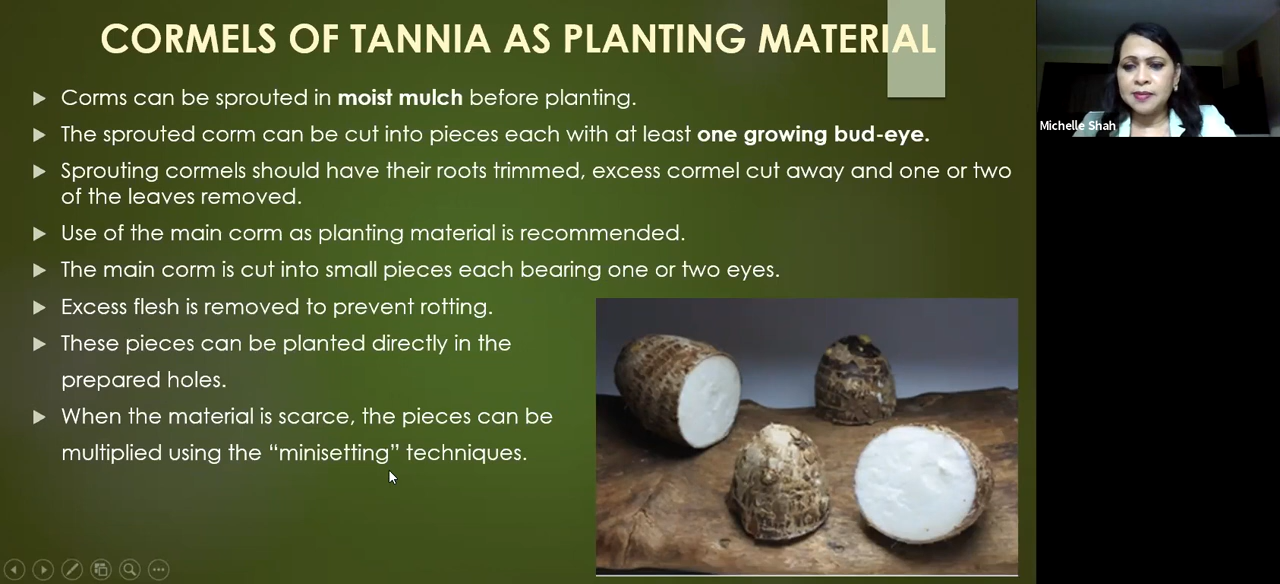 CORMELS OF TANNIA AS PLANTING MATERIAL
Corms can be sprouted in moist mulch before planting.
The sprouted corm can be cut into pieces each with at least one growing bud-eye.
Sprouting cormels should have their roots trimmed, excess cormel cut away and one or two
of the leaves removed.
Use of the main corm as planting material is recommended.
The main corm is cut into small pieces each bearing one or two eyes.
Excess flesh is removed to prevent rotting.
These pieces can be planted directly in the
prepared holes.
When the material is scarce, the pieces can be
multiplied using the “minisetting” techniques.
Michelle Shah